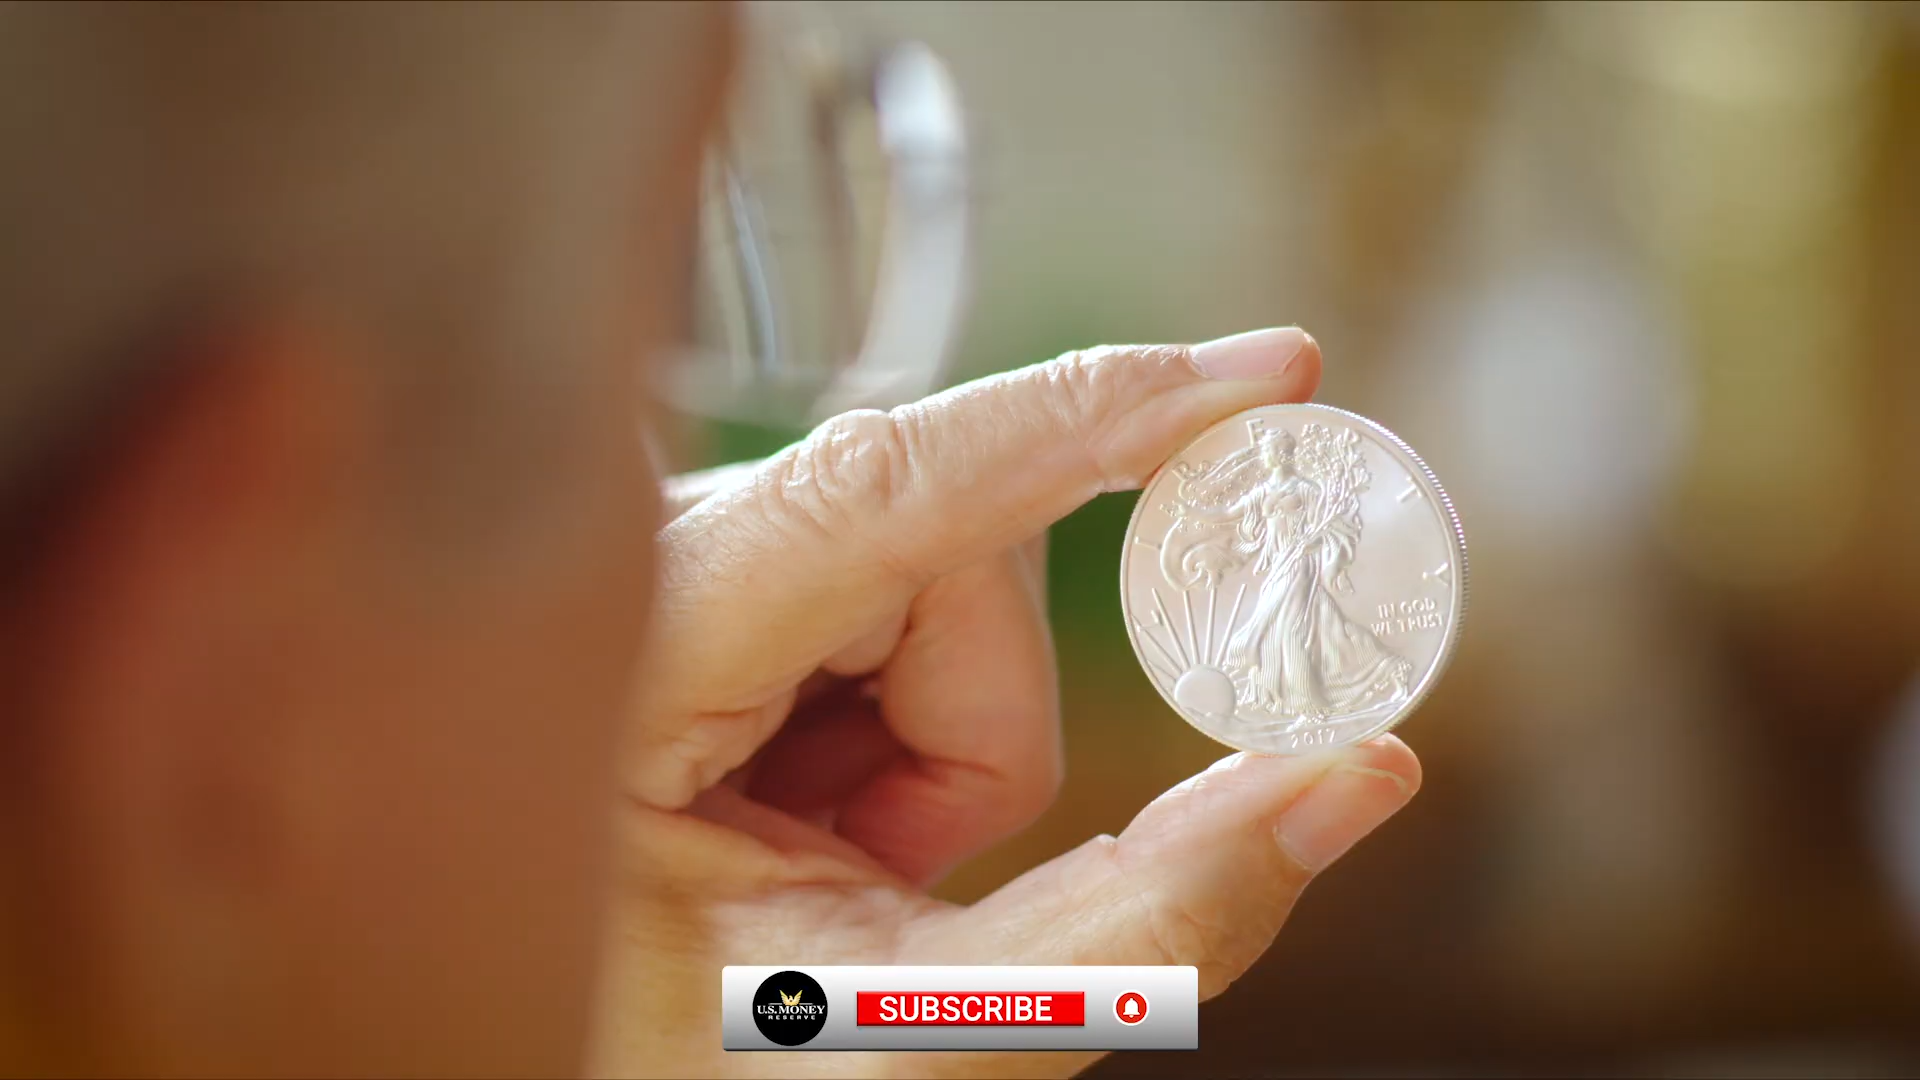 LIBERTY
IN GOD
WE TRUST
2017
U.S. MONEY
RESERVE
SUBSCRIBE